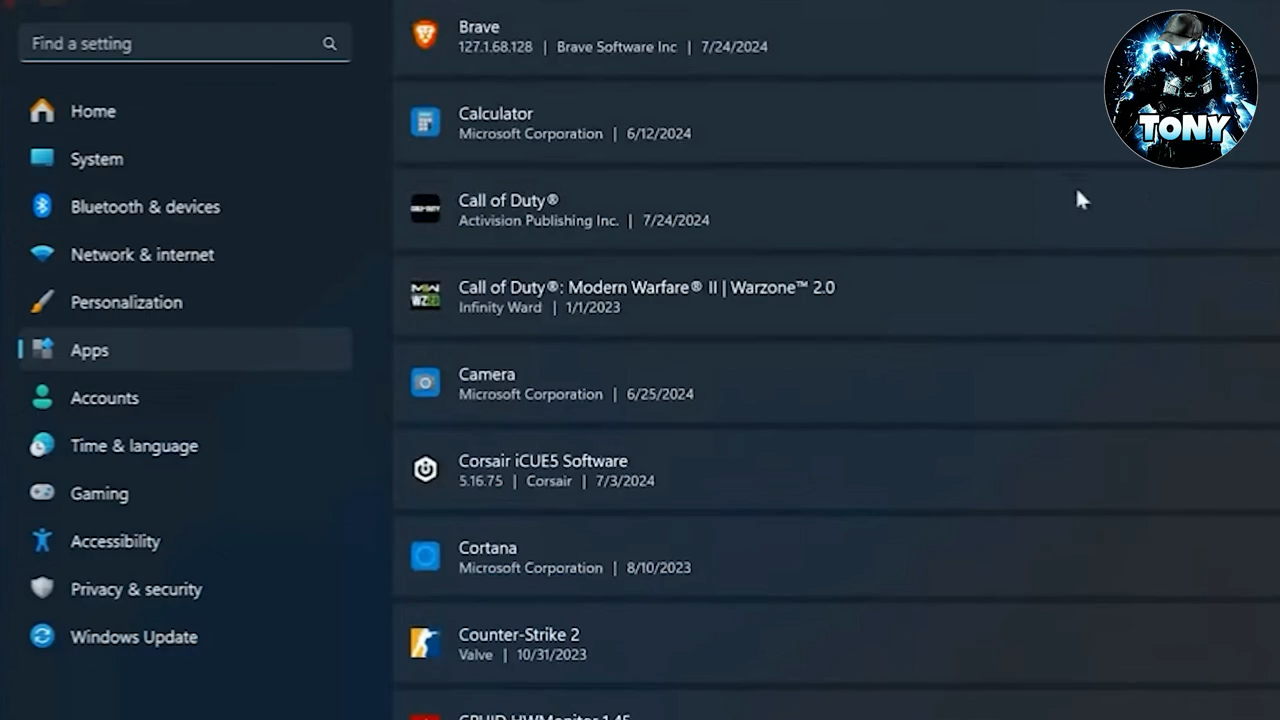 Find a setting
Home
System
Bluetooth & devices
Network & internet
Personalization
Apps
Accounts
Time & language
Gaming
Accessibility
Privacy & security
Windows Update
Brave
127.1.68.128 | Brave Software Inc | 7/24/2024
Calculator
Microsoft Corporation | 6/12/2024
Call of Duty®
Activision Publishing Inc. | 7/24/2024
Call of Duty®: Modern Warfare® II | Warzone™ 2.0
Infinity Ward | 1/1/2023
Camera
Microsoft Corporation | 6/25/2024
Corsair iCUE5 Software
5.16.75 | Corsair | 7/3/2024
Cortana
Microsoft Corporation | 8/10/2023
Counter-Strike 2
Valve | 10/31/2023
CPUID HWMonitor 1.45
TONY